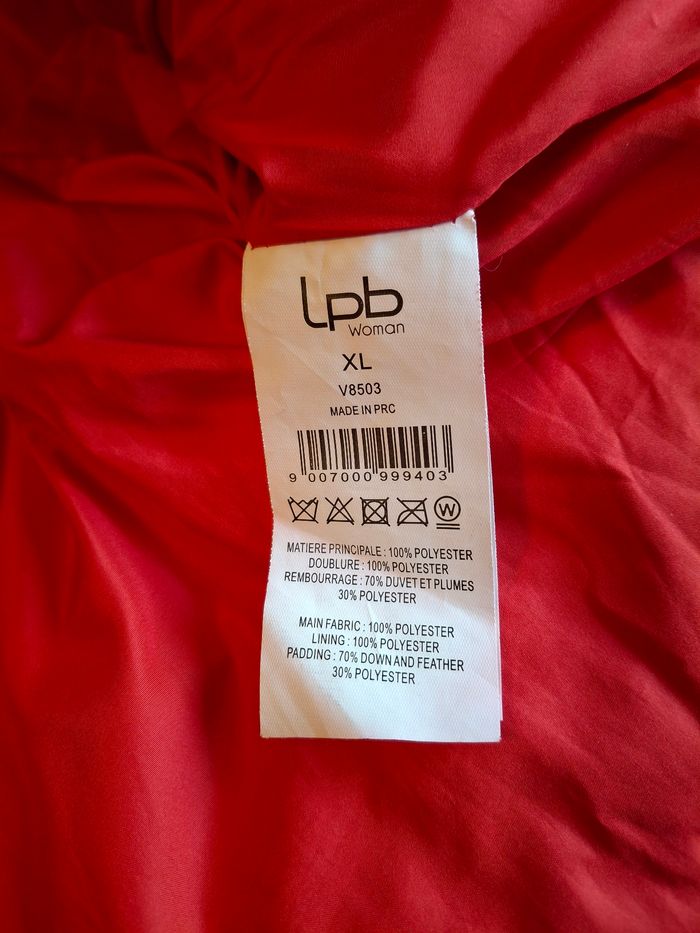 lpb
Woman
XL
V8503
MADE IN PRC
9 007000 999403
W
MATIERE PRINCIPALE : 100% POLYESTER
DOUBLURE : 100% POLYESTER
REMBOURRAGE : 70% DUVET ET PLUMES
30% POLYESTER
MAIN FABRIC : 100% POLYESTER
LINING : 100% POLYESTER
PADDING : 70% DOWN AND FEATHER
30% POLYESTER